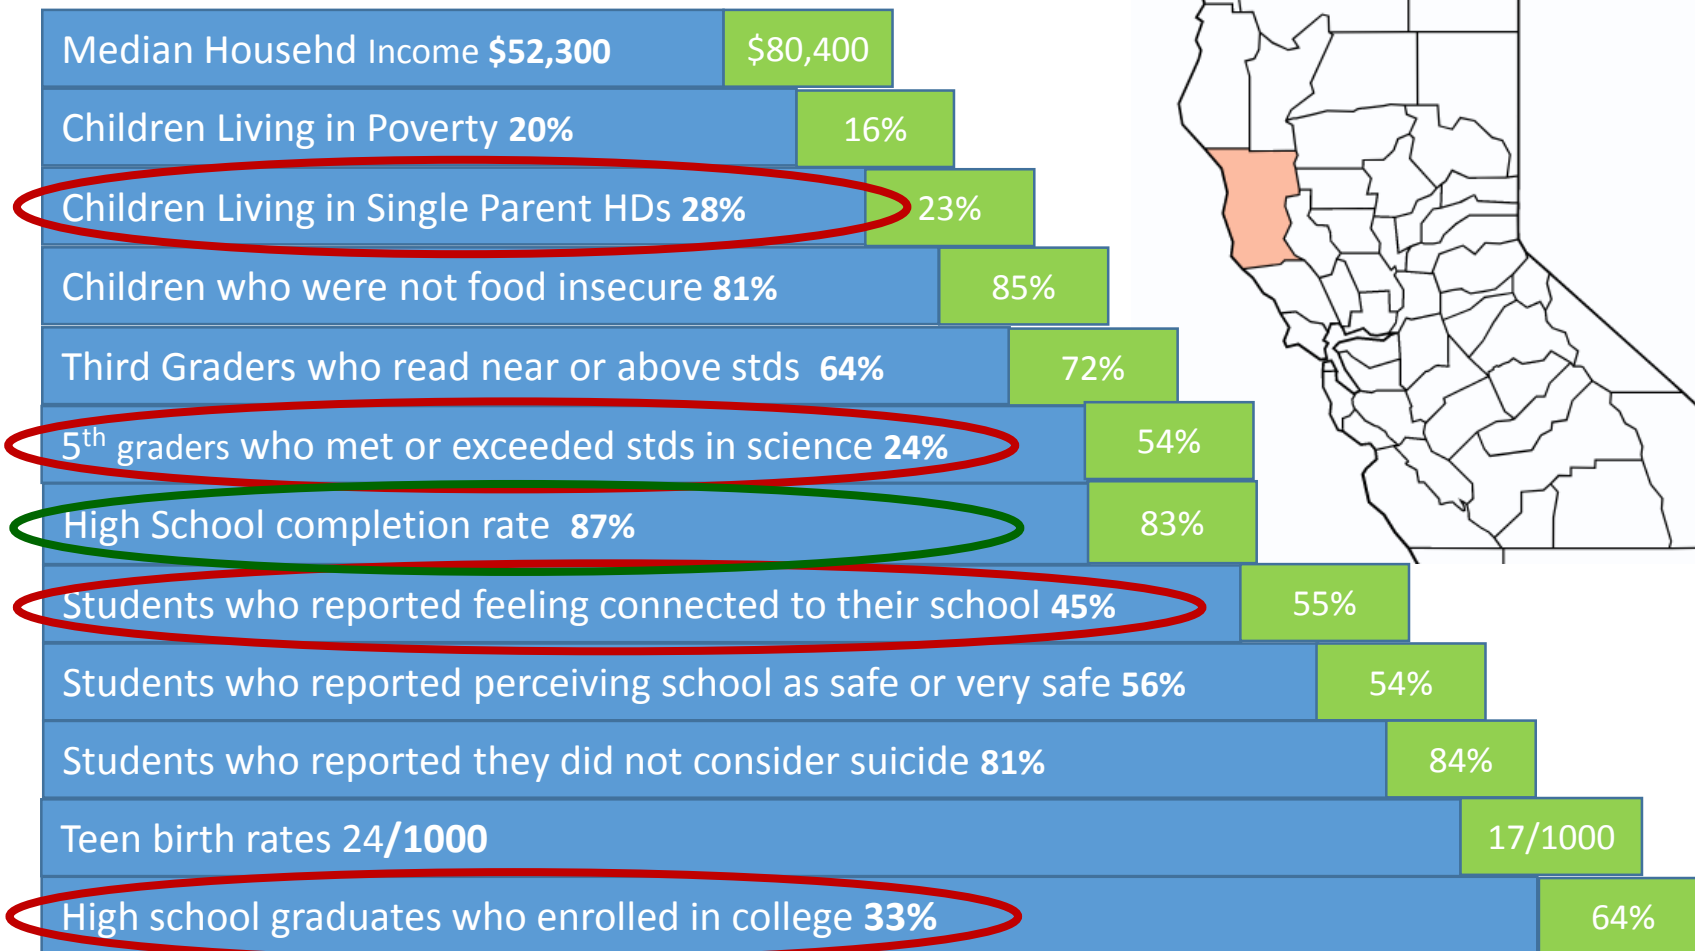 Median Househd Income $52,300 $80,400
Children Living in Poverty 20% 16%
Children Living in Single Parent HDs 28% 23%
Children who were not food insecure 81% 85%
Third Graders who read near or above stds 64% 72%
5th graders who met or exceeded stds in science 24% 54%
High School completion rate 87% 83%
Students who reported feeling connected to their school 45% 55%
Students who reported perceiving school as safe or very safe 56% 54%
Students who reported they did not consider suicide 81% 84%
Teen birth rates 24/1000 17/1000
High school graduates who enrolled in college 33% 64%